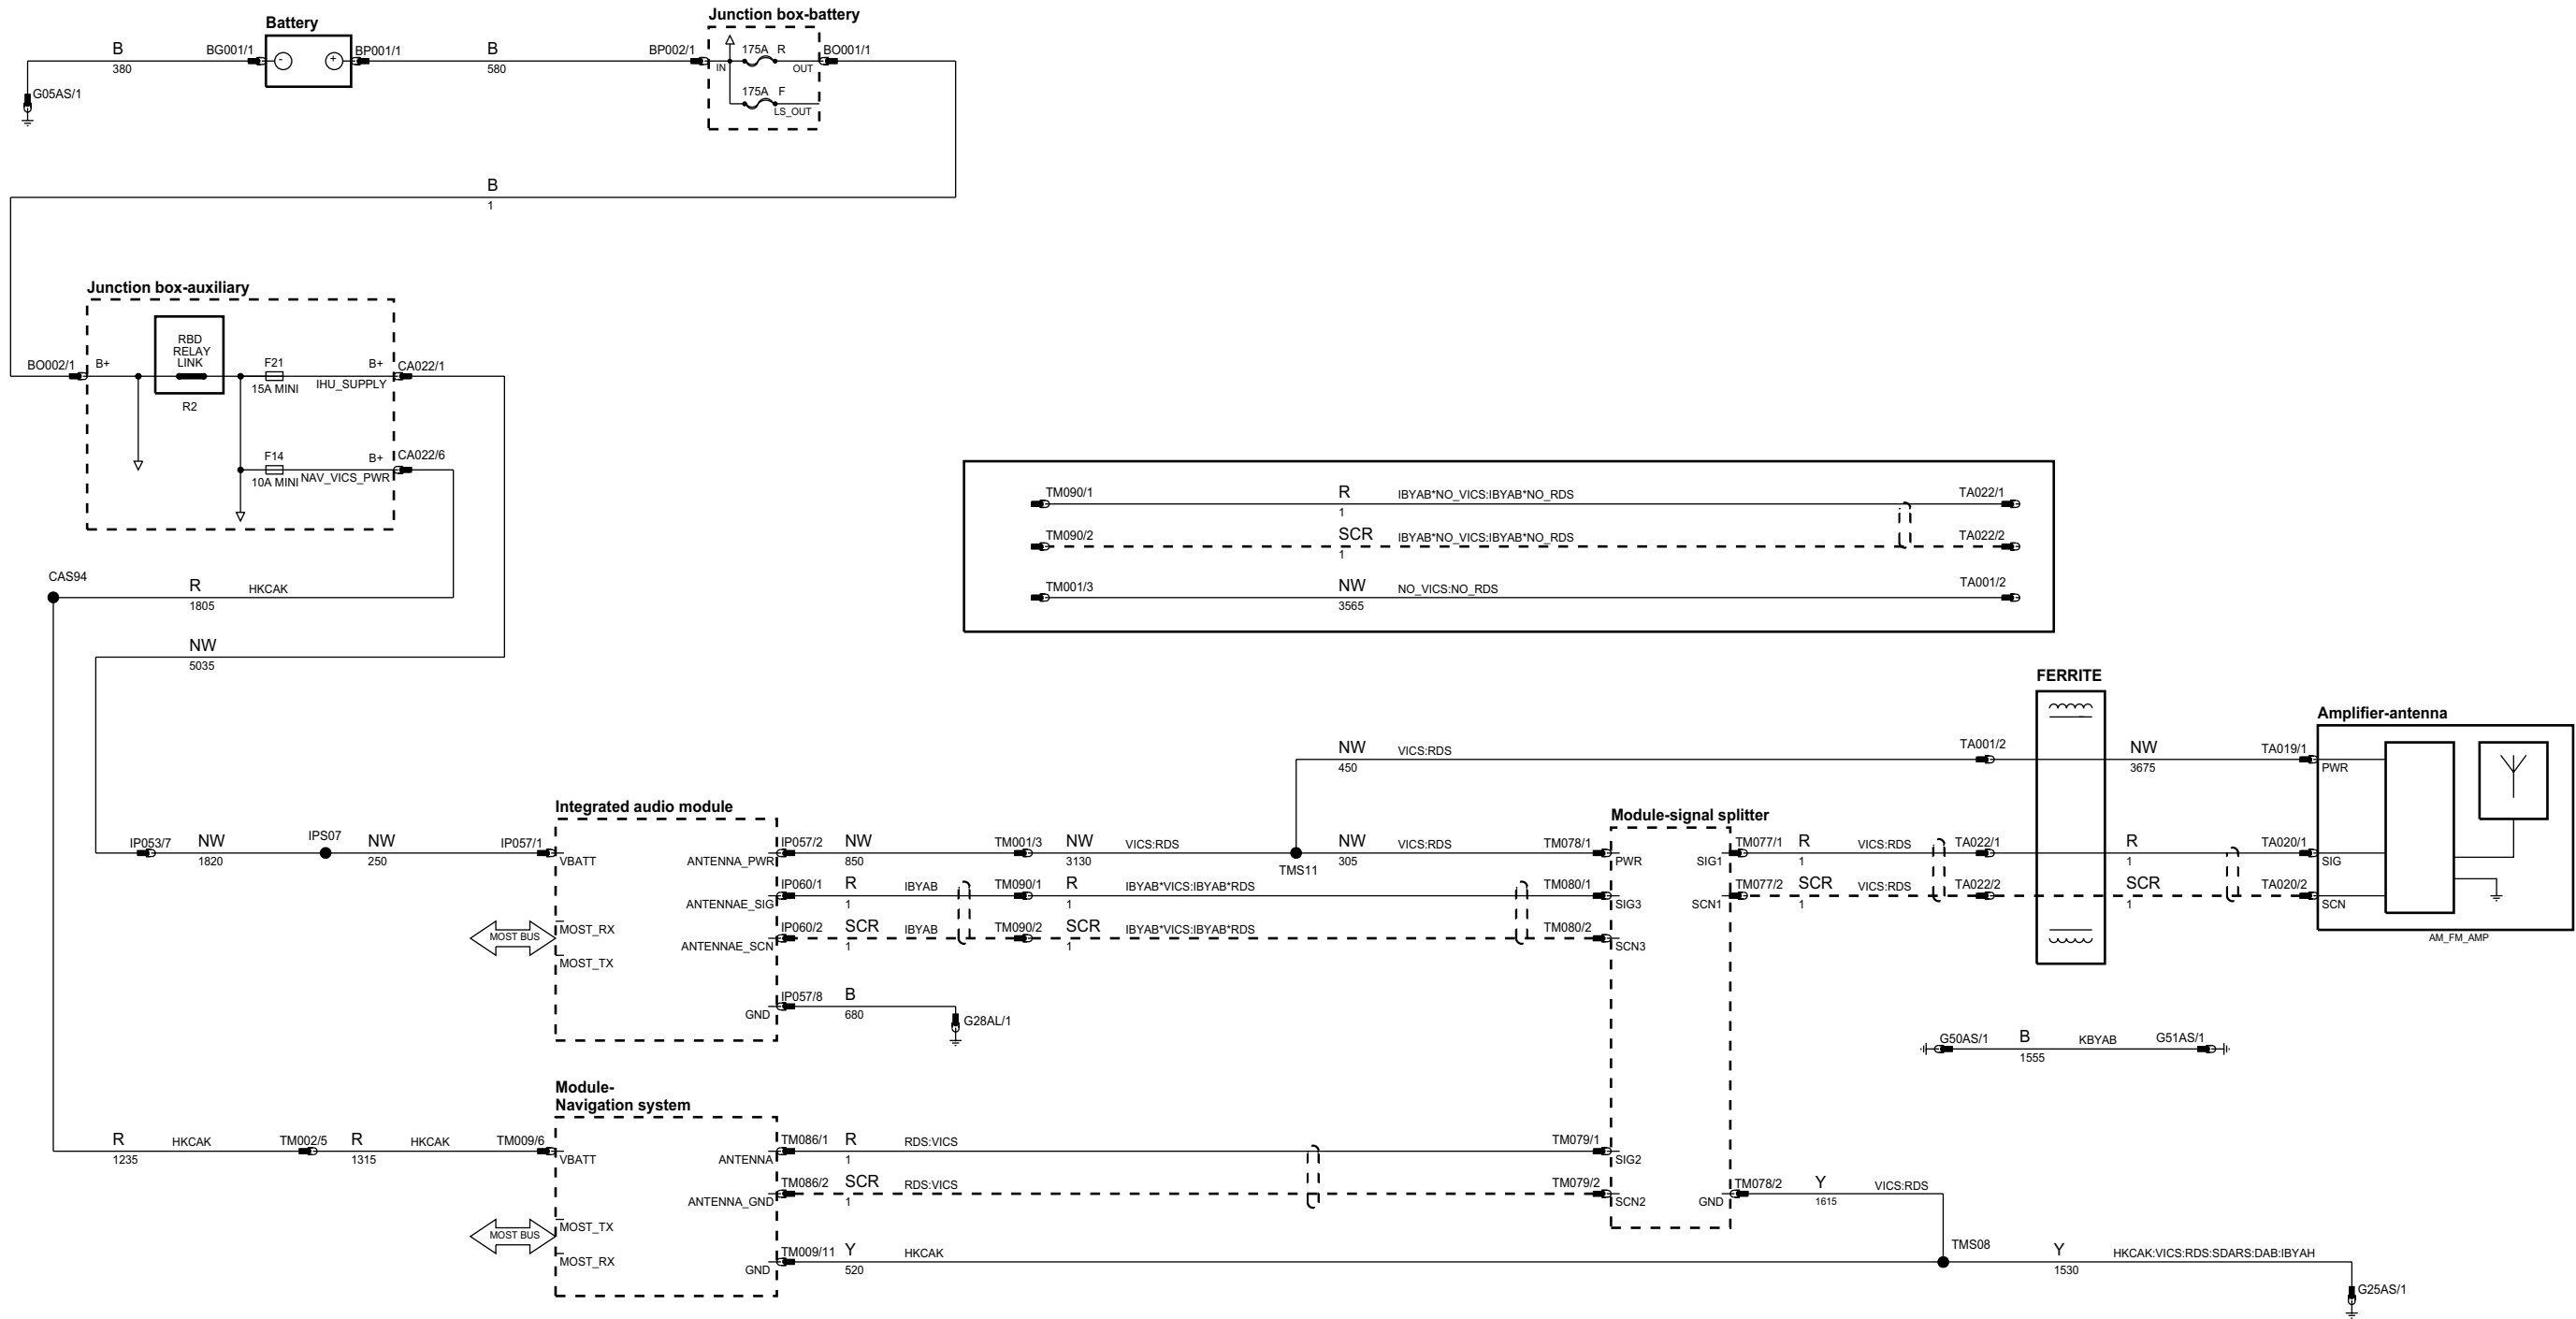 Junction box-battery
Battery
B
380
BG001/1
-
+
BP001/1
B
580
BP002/1
IN
175A R
OUT
BO001/1
175A F
LS_OUT
G05AS/1
B
1
Junction box-auxiliary
RBD
RELAY
LINK
R2
BO002/1
B+
F21
15A MINI
B+
IHU_SUPPLY
CA022/1
F14
10A MINI
B+
NAV_VICS_PWR
CA022/6
CAS94
R
HKCAK
1805
NW
5035
TM090/1
R
IBYAB*NO_VICS:IBYAB*NO_RDS
1
TA022/1
TM090/2
SCR
IBYAB*NO_VICS:IBYAB*NO_RDS
1
TA022/2
TM001/3
NW
NO_VICS:NO_RDS
3565
TA001/2
FERRITE
Amplifier-antenna
NW
VICS:RDS
450
TA001/2
NW
3675
TA019/1
PWR
Integrated audio module
Module-signal splitter
IP053/7
NW
1820
IPS07
NW
250
IP057/1
VBATT
ANTENNA_PWR
IP057/2
NW
850
TM001/3
NW
3130
VICS:RDS
TMS11
NW
305
VICS:RDS
TM078/1
PWR
SIG1
TM077/1
R
1
VICS:RDS
TA022/1
R
1
TA020/1
SIG
ANTENNAE_SIG
IP060/1
R
1
IBYAB
TM090/1
R
1
IBYAB*VICS:IBYAB*RDS
TM080/1
SIG3
SCN1
TM077/2
SCR
1
VICS:RDS
TA022/2
SCR
1
TA020/2
SCN
AM_FM_AMP
MOST BUS
MOST_RX
MOST_TX
ANTENNAE_SCN
IP060/2
SCR
1
IBYAB
TM090/2
SCR
1
IBYAB*VICS:IBYAB*RDS
TM080/2
SCN3
GND
IP057/8
B
680
G28AL/1
G50AS/1
B
1555
KBYAB
G51AS/1
Module-
Navigation system
R
1235
HKCAK
TM002/5
R
1315
HKCAK
TM009/6
VBATT
ANTENNA
TM086/1
R
1
RDS:VICS
TM079/1
SIG2
ANTENNA_GND
TM086/2
SCR
1
RDS:VICS
TM079/2
SCN2
GND
TM078/2
Y
1615
VICS:RDS
MOST BUS
MOST_TX
MOST_RX
GND
TM009/11
Y
520
HKCAK
TMS08
Y
1530
HKCAK:VICS:RDS:SDARS:DAB:IBYAH
G25AS/1